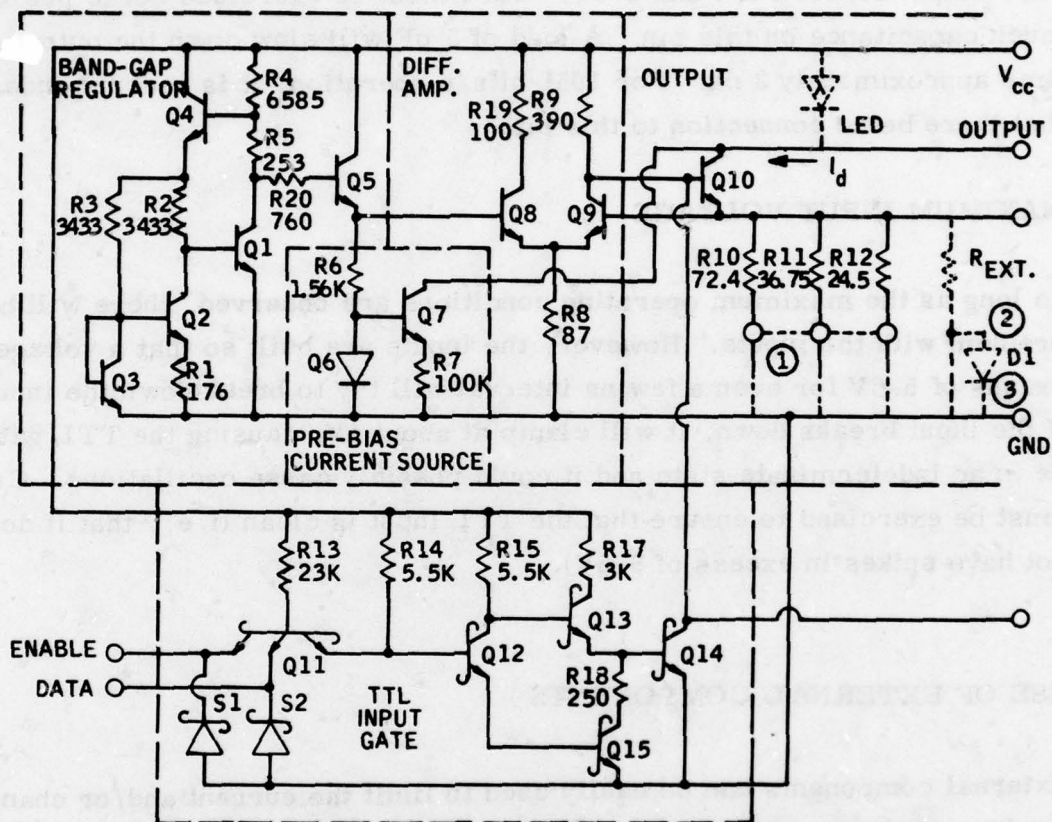 BAND-GAP
REGULATOR
Q4
R4
6585
R5
253
R20
760
Q5
DIFF.
AMP.
OUTPUT
R19
100
R9
390
LED
V
cc
OUTPUT
Q10
I d
R3
3433
R2
3433
Q1
Q8
Q9
R10
72.4
R11
36.75
R12
24.5
R EXT.
R6
1.56K
Q2
R8
87
Q7
Q6
Q3
R1
476
R7
100K
1
2
D1
3
GND
PRE-BIAS
CURRENT SOURCE
R13
23K
R14
5.5K
R15
5.5K
R17
3K
Q13
ENABLE
Q11
Q12
Q14
DATA
R18
250
S1
S2
TTL
INPUT
GATE
Q15